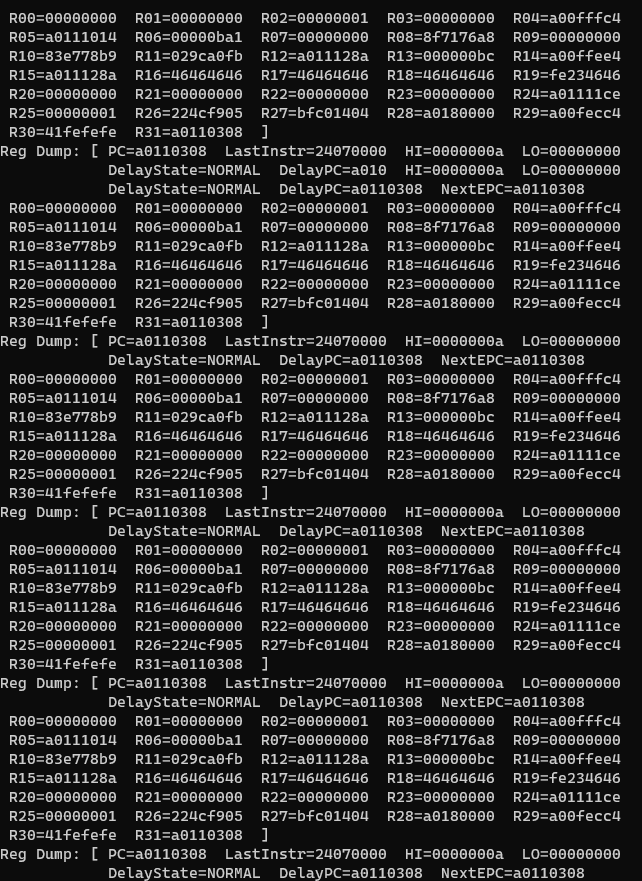 R00=00000000  R01=00000000  R02=00000001  R03=00000000  R04=a00fffc4
R05=a0111014  R06=00000ba1  R07=00000000  R08=8f7176a8  R09=00000000
R10=83e778b9  R11=029ca0fb  R12=a011128a  R13=000000bc  R14=a00ffee4
R15=a011128a  R16=46464646  R17=46464646  R18=46464646  R19=fe234646
R20=00000000  R21=00000000  R22=00000000  R23=00000000  R24=a01111ce
R25=00000001  R26=224cf905  R27=bfc01404  R28=a0180000  R29=a00fecc4
R30=41fefefe  R31=a0110308  ]
Reg Dump: [ PC=a0110308  LastInstr=24070000  HI=0000000a  LO=00000000
DelayState=NORMAL  DelayPC=a010  HI=0000000a  LO=00000000
DelayState=NORMAL  DelayPC=a0110308  NextEPC=a0110308
R00=00000000  R01=00000000  R02=00000001  R03=00000000  R04=a00fffc4
R05=a0111014  R06=00000ba1  R07=00000000  R08=8f7176a8  R09=00000000
R10=83e778b9  R11=029ca0fb  R12=a011128a  R13=000000bc  R14=a00ffee4
R15=a011128a  R16=46464646  R17=46464646  R18=46464646  R19=fe234646
R20=00000000  R21=00000000  R22=00000000  R23=00000000  R24=a01111ce
R25=00000001  R26=224cf905  R27=bfc01404  R28=a0180000  R29=a00fecc4
R30=41fefefe  R31=a0110308  ]
Reg Dump: [ PC=a0110308  LastInstr=24070000  HI=0000000a  LO=00000000
DelayState=NORMAL  DelayPC=a0110308  NextEPC=a0110308
R00=00000000  R01=00000000  R02=00000001  R03=00000000  R04=a00fffc4
R05=a0111014  R06=00000ba1  R07=00000000  R08=8f7176a8  R09=00000000
R10=83e778b9  R11=029ca0fb  R12=a011128a  R13=000000bc  R14=a00ffee4
R15=a011128a  R16=46464646  R17=46464646  R18=46464646  R19=fe234646
R20=00000000  R21=00000000  R22=00000000  R23=00000000  R24=a01111ce
R25=00000001  R26=224cf905  R27=bfc01404  R28=a0180000  R29=a00fecc4
R30=41fefefe  R31=a0110308  ]
Reg Dump: [ PC=a0110308  LastInstr=24070000  HI=0000000a  LO=00000000
DelayState=NORMAL  DelayPC=a0110308  NextEPC=a0110308
R00=00000000  R01=00000000  R02=00000001  R03=00000000  R04=a00fffc4
R05=a0111014  R06=00000ba1  R07=00000000  R08=8f7176a8  R09=00000000
R10=83e778b9  R11=029ca0fb  R12=a011128a  R13=000000bc  R14=a00ffee4
R15=a011128a  R16=46464646  R17=46464646  R18=46464646  R19=fe234646
R20=00000000  R21=00000000  R22=00000000  R23=00000000  R24=a01111ce
R25=00000001  R26=224cf905  R27=bfc01404  R28=a0180000  R29=a00fecc4
R30=41fefefe  R31=a0110308  ]
Reg Dump: [ PC=a0110308  LastInstr=24070000  HI=0000000a  LO=00000000
DelayState=NORMAL  DelayPC=a0110308  NextEPC=a0110308
R00=00000000  R01=00000000  R02=00000001  R03=00000000  R04=a00fffc4
R05=a0111014  R06=00000ba1  R07=00000000  R08=8f7176a8  R09=00000000
R10=83e778b9  R11=029ca0fb  R12=a011128a  R13=000000bc  R14=a00ffee4
R15=a011128a  R16=46464646  R17=46464646  R18=46464646  R19=fe234646
R20=00000000  R21=00000000  R22=00000000  R23=00000000  R24=a01111ce
R25=00000001  R26=224cf905  R27=bfc01404  R28=a0180000  R29=a00fecc4
R30=41fefefe  R31=a0110308  ]
Reg Dump: [ PC=a0110308  LastInstr=24070000  HI=0000000a  LO=00000000
DelayState=NORMAL  DelayPC=a0110308  NextEPC=a0110308